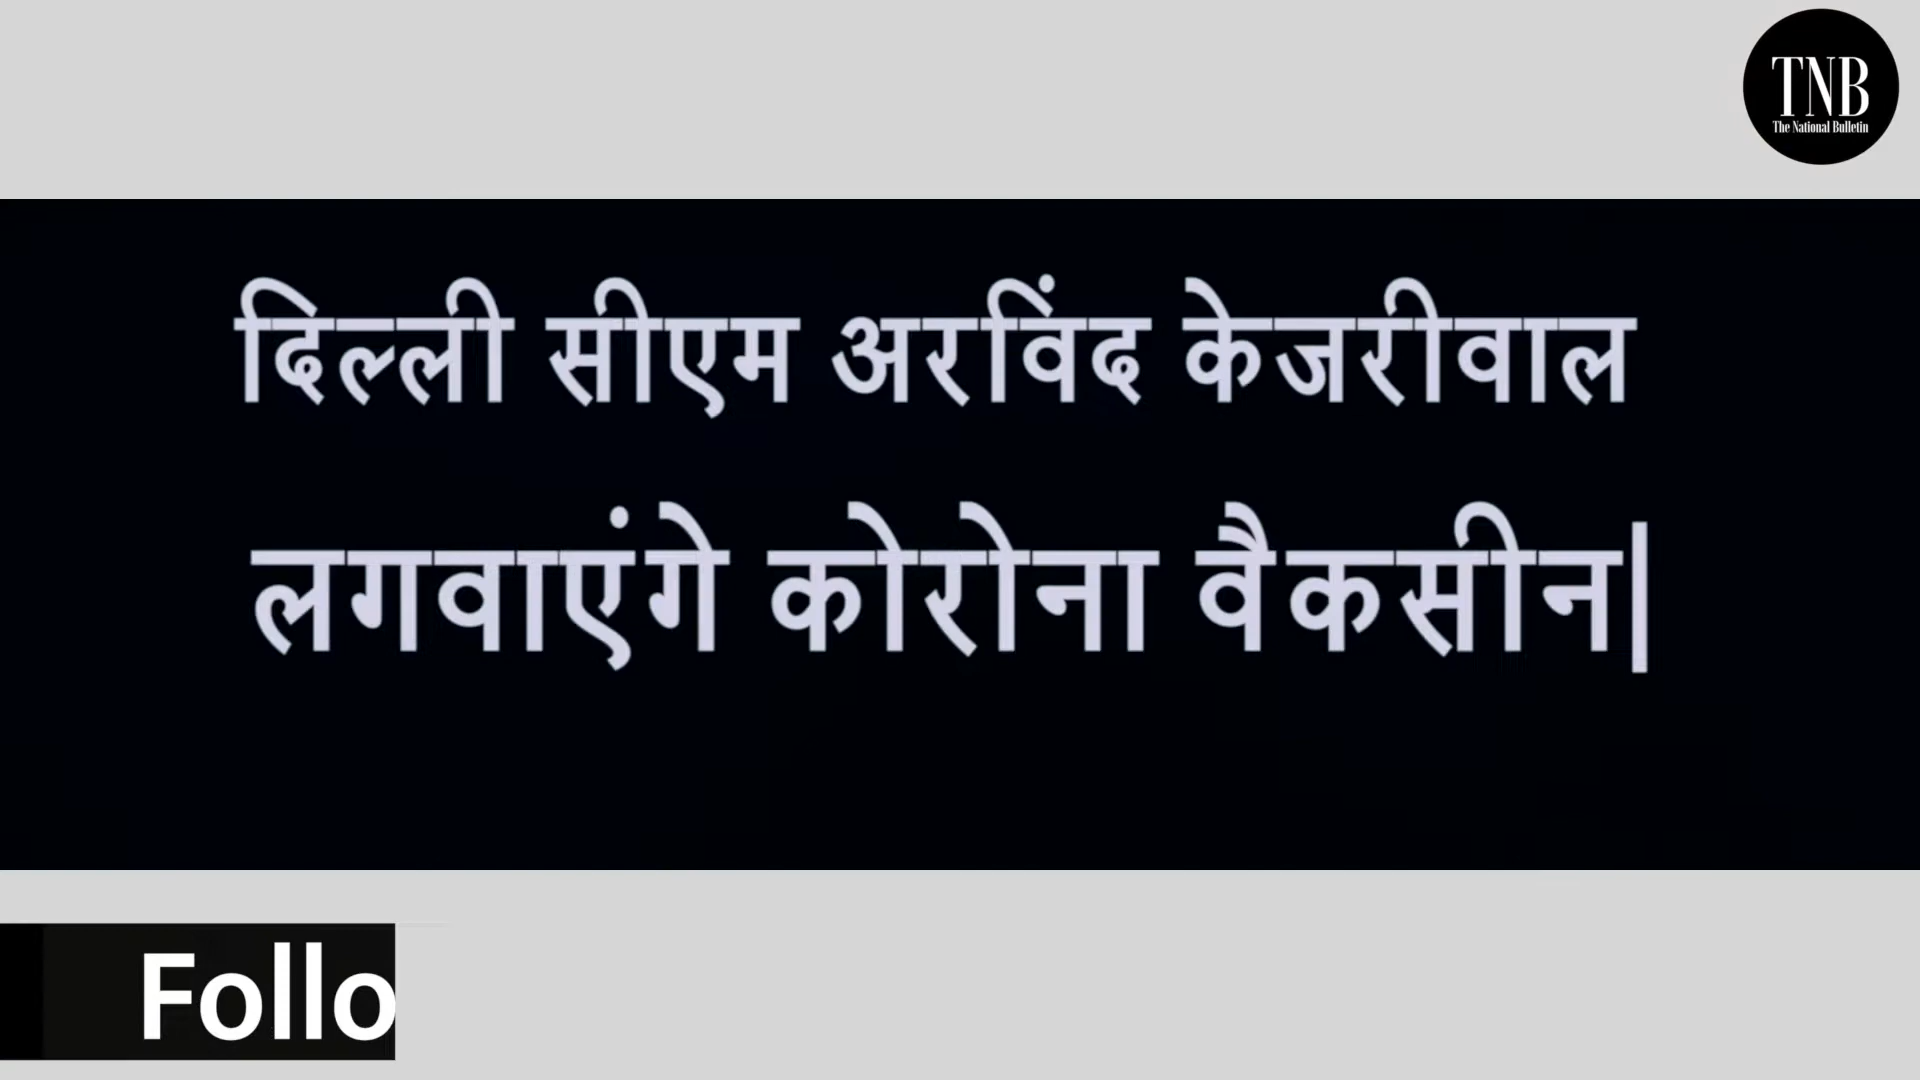 TNB
The National Bulletin
दिल्ली सीएम अरविंद केजरीवाल
लगवाएंगे कोरोना वैकसीन|
Follo